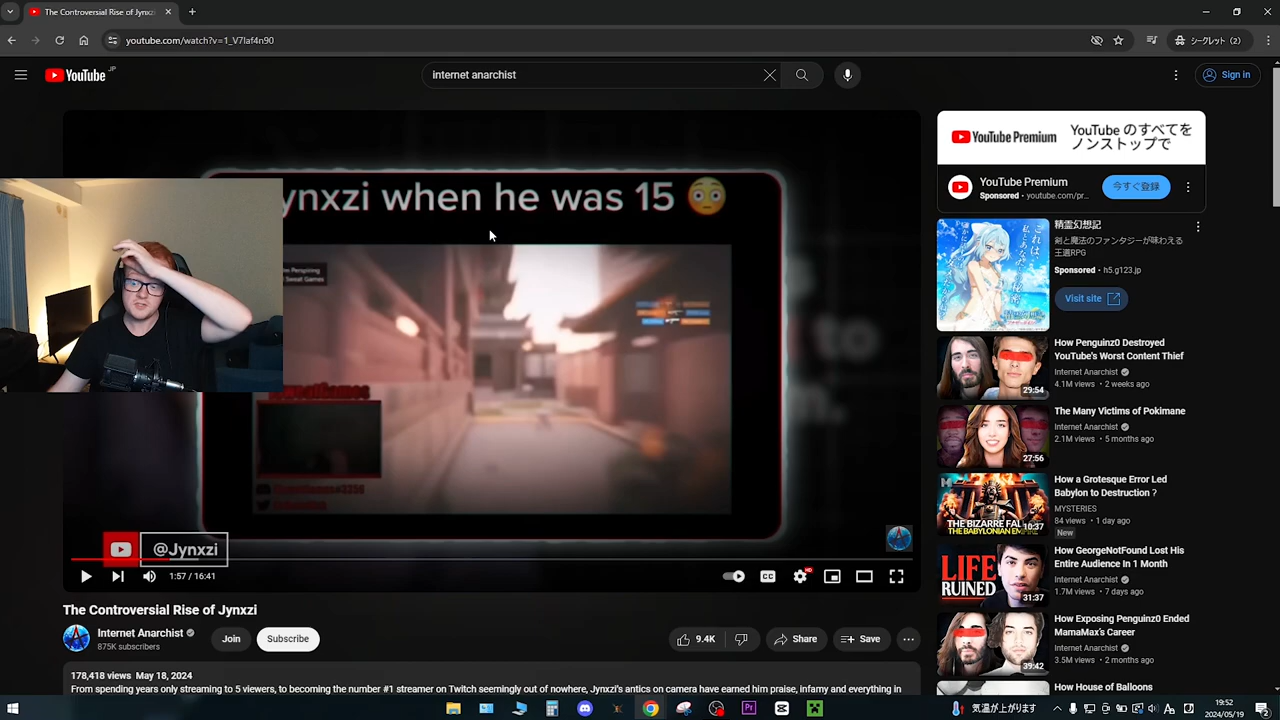 The Controversial Rise of Jynxz
youtube.com/watch?v=1_V7laf4n90
シークレット (2)
YouTube JP
internet anarchist
Sign in
ynxzi when he was 15 😳
@Jynxzi
1:57 / 16:41
CC
HD
The Controversial Rise of Jynxzi
Internet Anarchist
875K subscribers
Join
Subscribe
9.4K
Share
Save
178,418 views May 18, 2024
From spending years only streaming to 5 viewers, to becoming the number #1 streamer on Twitch seemingly out of nowhere, Jynxzi's antics on camera have earned him praise, infamy and everything in
YouTube Premium
YouTube のすべてを
ノンストップで
YouTube Premium
Sponsored · youtube.com/pr...
今すぐ登録
精霊幻想記
剣と魔法のファンタジーが味わえる
王道RPG
Sponsored · h5.g123.jp
Visit site
How Penguinz0 Destroyed
YouTube's Worst Content Thief
Internet Anarchist
4.1M views · 2 weeks ago
29:54
The Many Victims of Pokimane
Internet Anarchist
2.1M views · 5 months ago
27:56
How a Grotesque Error Led
Babylon to Destruction ?
MYSTERIES
84 views · 1 day ago
New
THE BIZARRE FAL
THE BABYLONIAN EMPIRE
10:37
How GeorgeNotFound Lost His
Entire Audience In 1 Month
Internet Anarchist
1.7M views · 7 days ago
LIFE
RUINED
31:37
How Exposing Penguinz0 Ended
MamaMax's Career
Internet Anarchist
3.5M views · 2 months ago
39:42
How House of Balloons
気温が上がります
19:52
2024/05/19